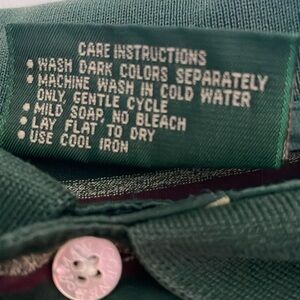 CARE INSTRUCTIONS
• WASH DARK COLORS SEPARATELY
• MACHINE WASH IN COLD WATER
ONLY, GENTLE CYCLE
• MILD SOAP, NO BLEACH
• LAY FLAT TO DRY
• USE COOL IRON